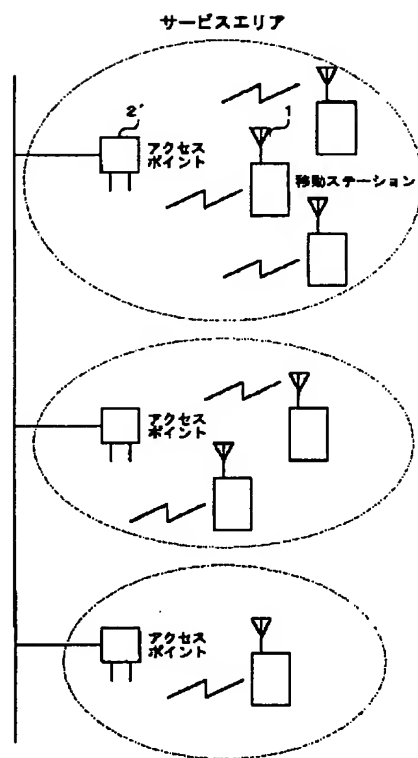 サービスエリア
2'
アクセス
ポイント
1
移動ステーション
アクセス
ポイント
アクセス
ポイント